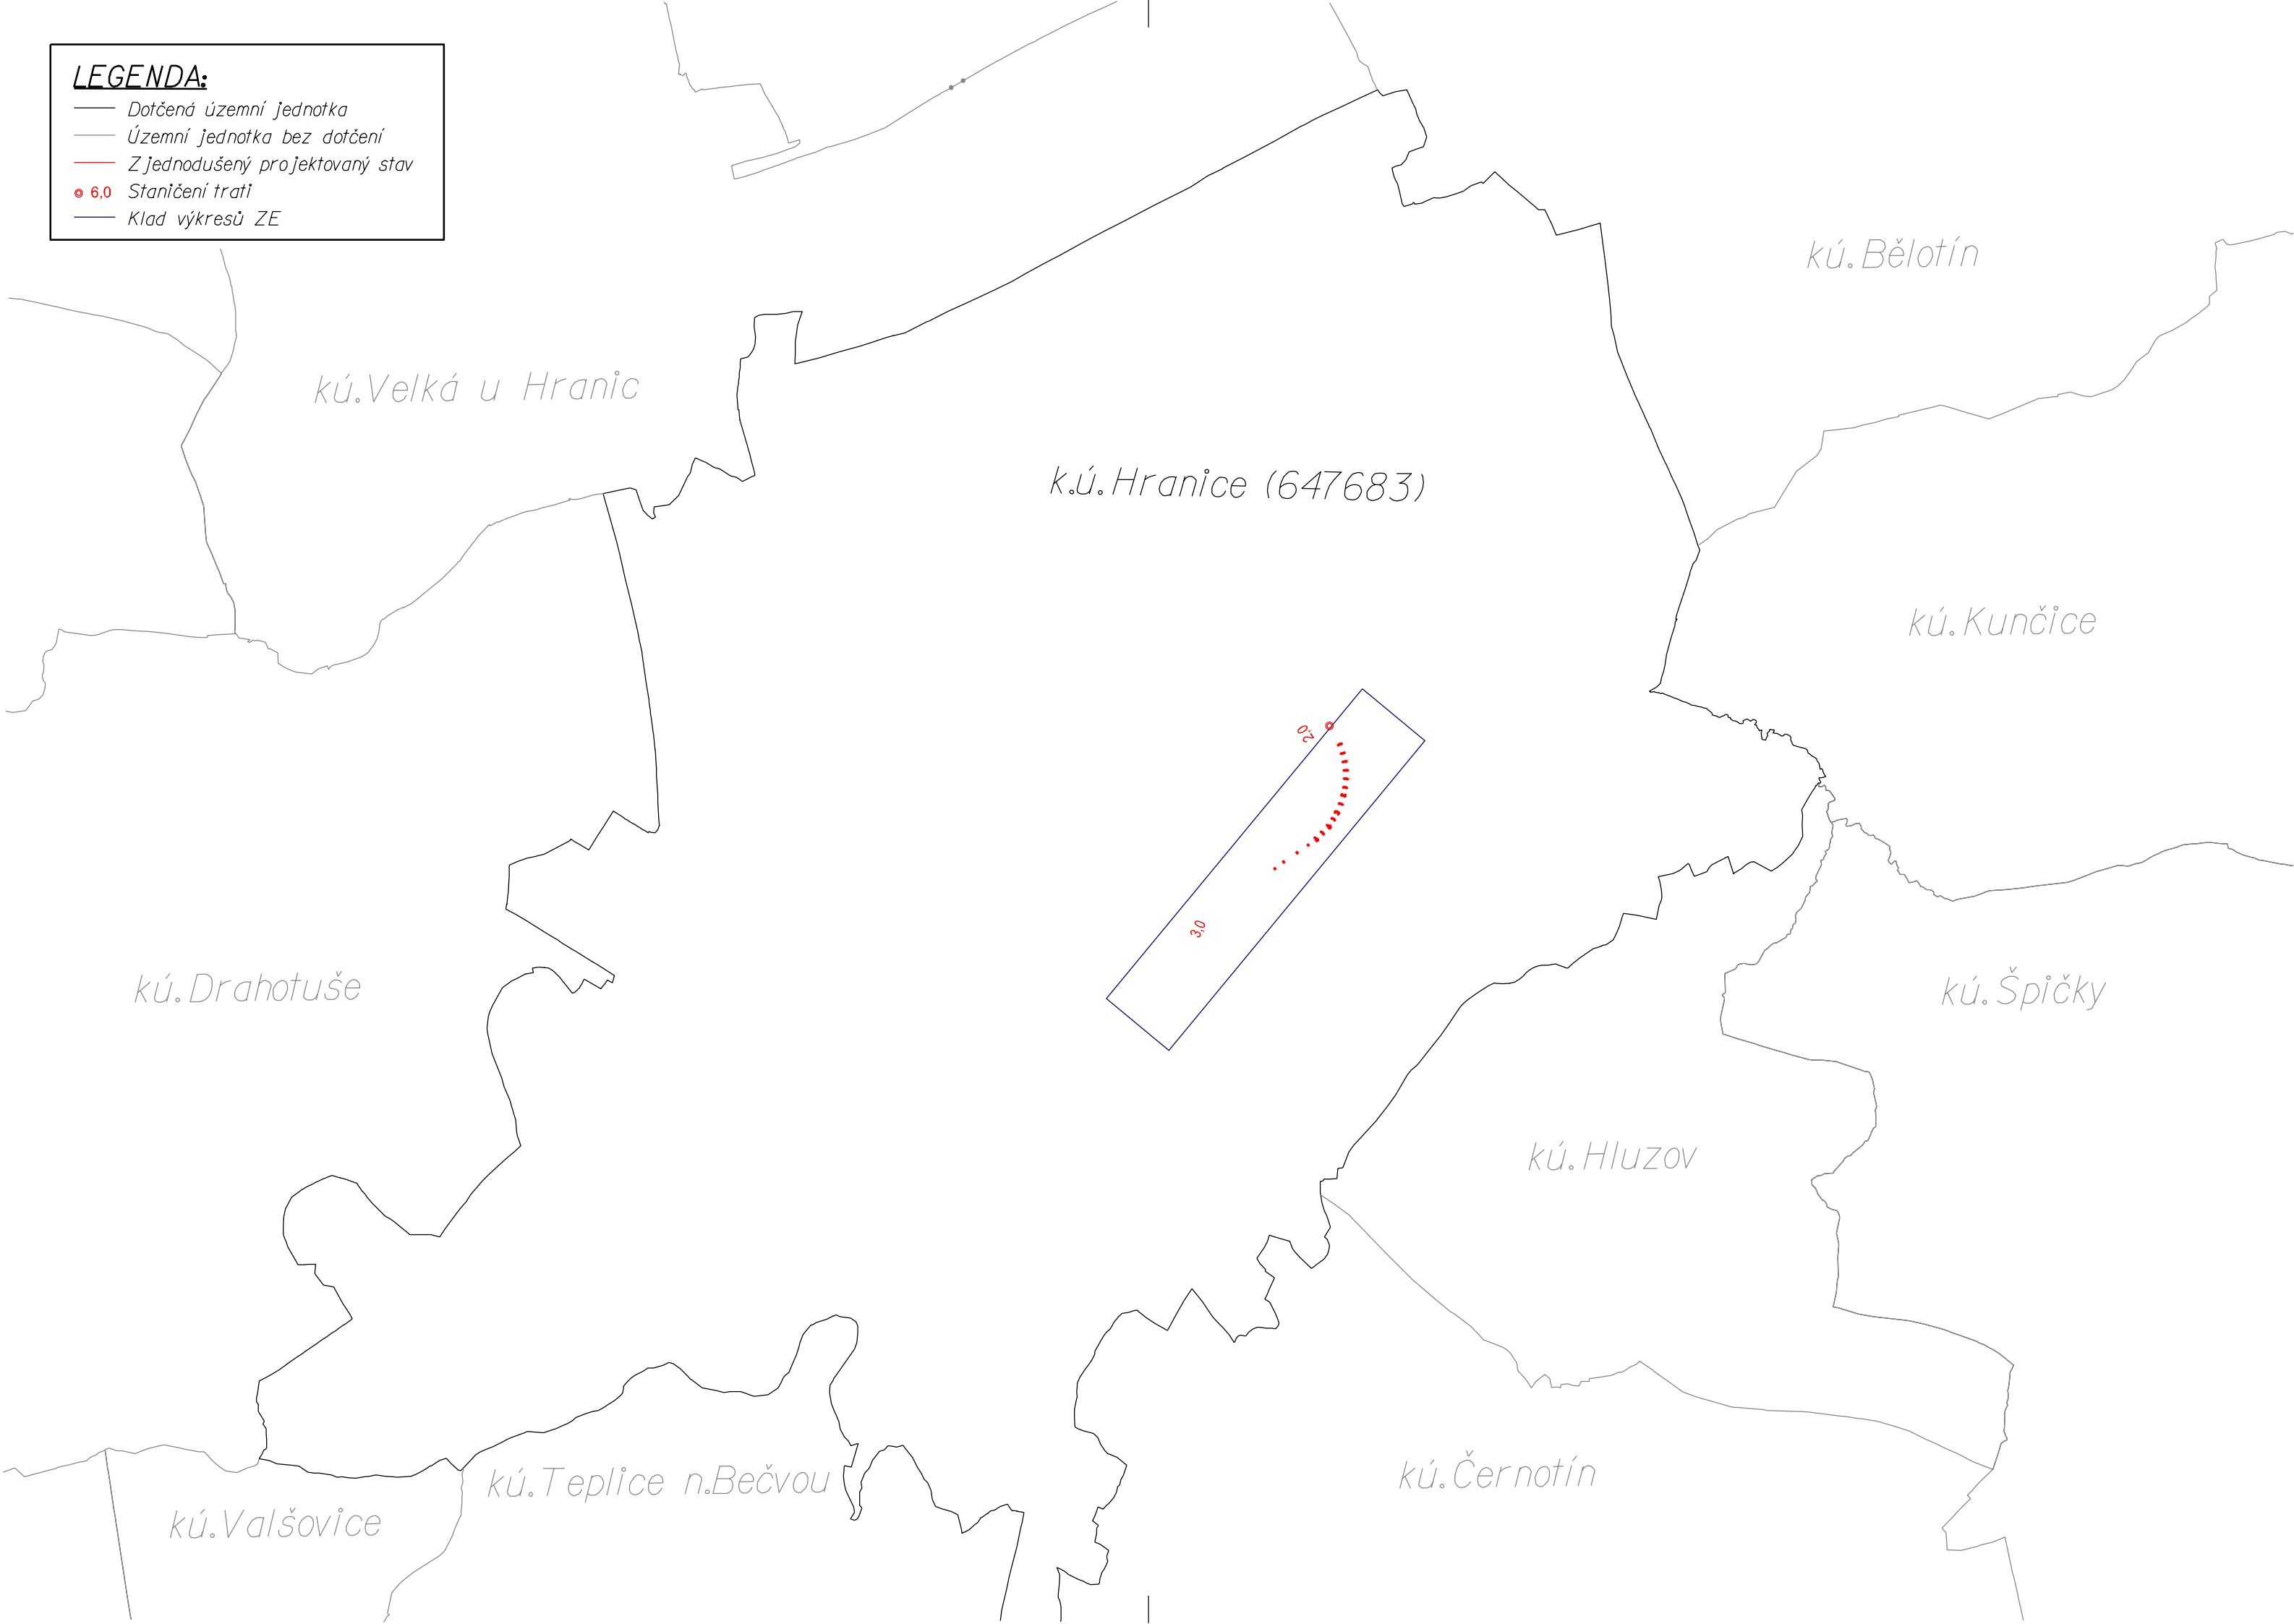 LEGENDA:
Dotčená územní jednotka
Územní jednotka bez dotčení
Zjednodušený projektovaný stav
6,0 Staničení trati
Klad výkresů ZE
kú.Bělotín
kú.Velká u Hranic
k.ú.Hranice (647683)
kú.Kunčice
2,0
3,0
kú.Drahotuše
kú.Špičky
kú.Hluzov
kú.Černotín
kú.Teplice n.Bečvou
kú.Valšovice